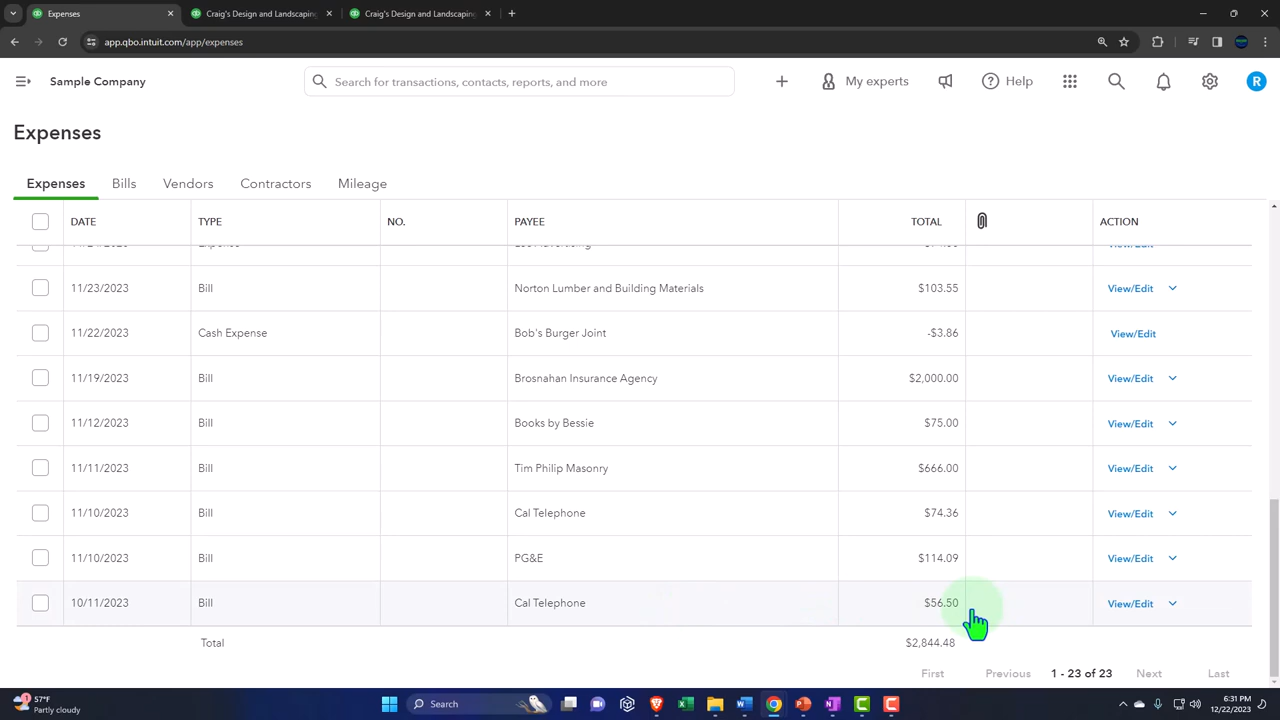 Expenses
Craig's Design and Landscaping
Craig's Design and Landscaping
app.qbo.intuit.com/app/expenses
Sample Company
Search for transactions, contacts, reports, and more
My experts
Help
R
Expenses
Expenses Bills Vendors Contractors Mileage
DATE TYPE NO. PAYEE TOTAL ACTION
11/23/2023 Bill Norton Lumber and Building Materials $103.55 View/Edit
11/22/2023 Cash Expense Bob's Burger Joint -$3.86 View/Edit
11/19/2023 Bill Brosnahan Insurance Agency $2,000.00 View/Edit
11/12/2023 Bill Books by Bessie $75.00 View/Edit
11/11/2023 Bill Tim Philip Masonry $666.00 View/Edit
11/10/2023 Bill Cal Telephone $74.36 View/Edit
11/10/2023 Bill PG&E $114.09 View/Edit
10/11/2023 Bill Cal Telephone $56.50 View/Edit
Total $2,844.48
First Previous 1 - 23 of 23 Next Last
1
57°F
Partly cloudy
Search
6:31 PM
12/22/2023